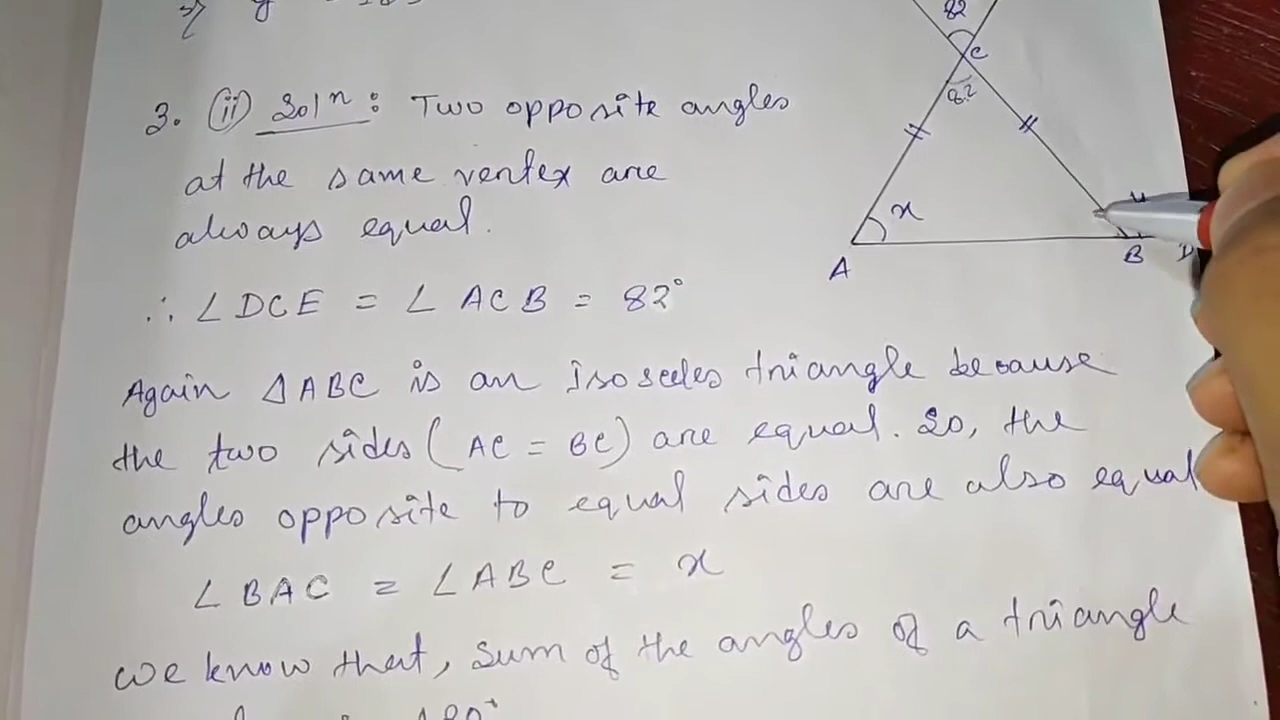 3. (ii) Solⁿ : Two opposite angles
at the same vertex are
always equal.
∴ ∠DCE = ∠ACB = 82°
Again △ABC is an Isosceles triangle because
the two sides (AC = BC) are equal. So, the
angles opposite to equal sides are also equal
∠BAC = ∠ABC = x
We know that, Sum of the angles of a triangle
180°
82
C
82
x
A
B